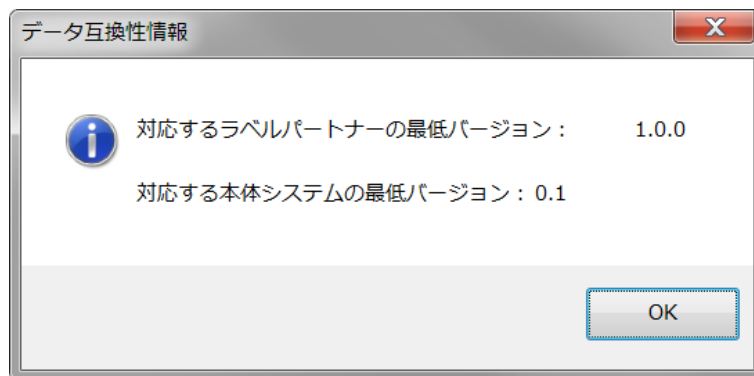 データ互換性情報
対応するラベルパートナーの最低バージョン： 1.0.0
対応する本体システムの最低バージョン：0.1
OK